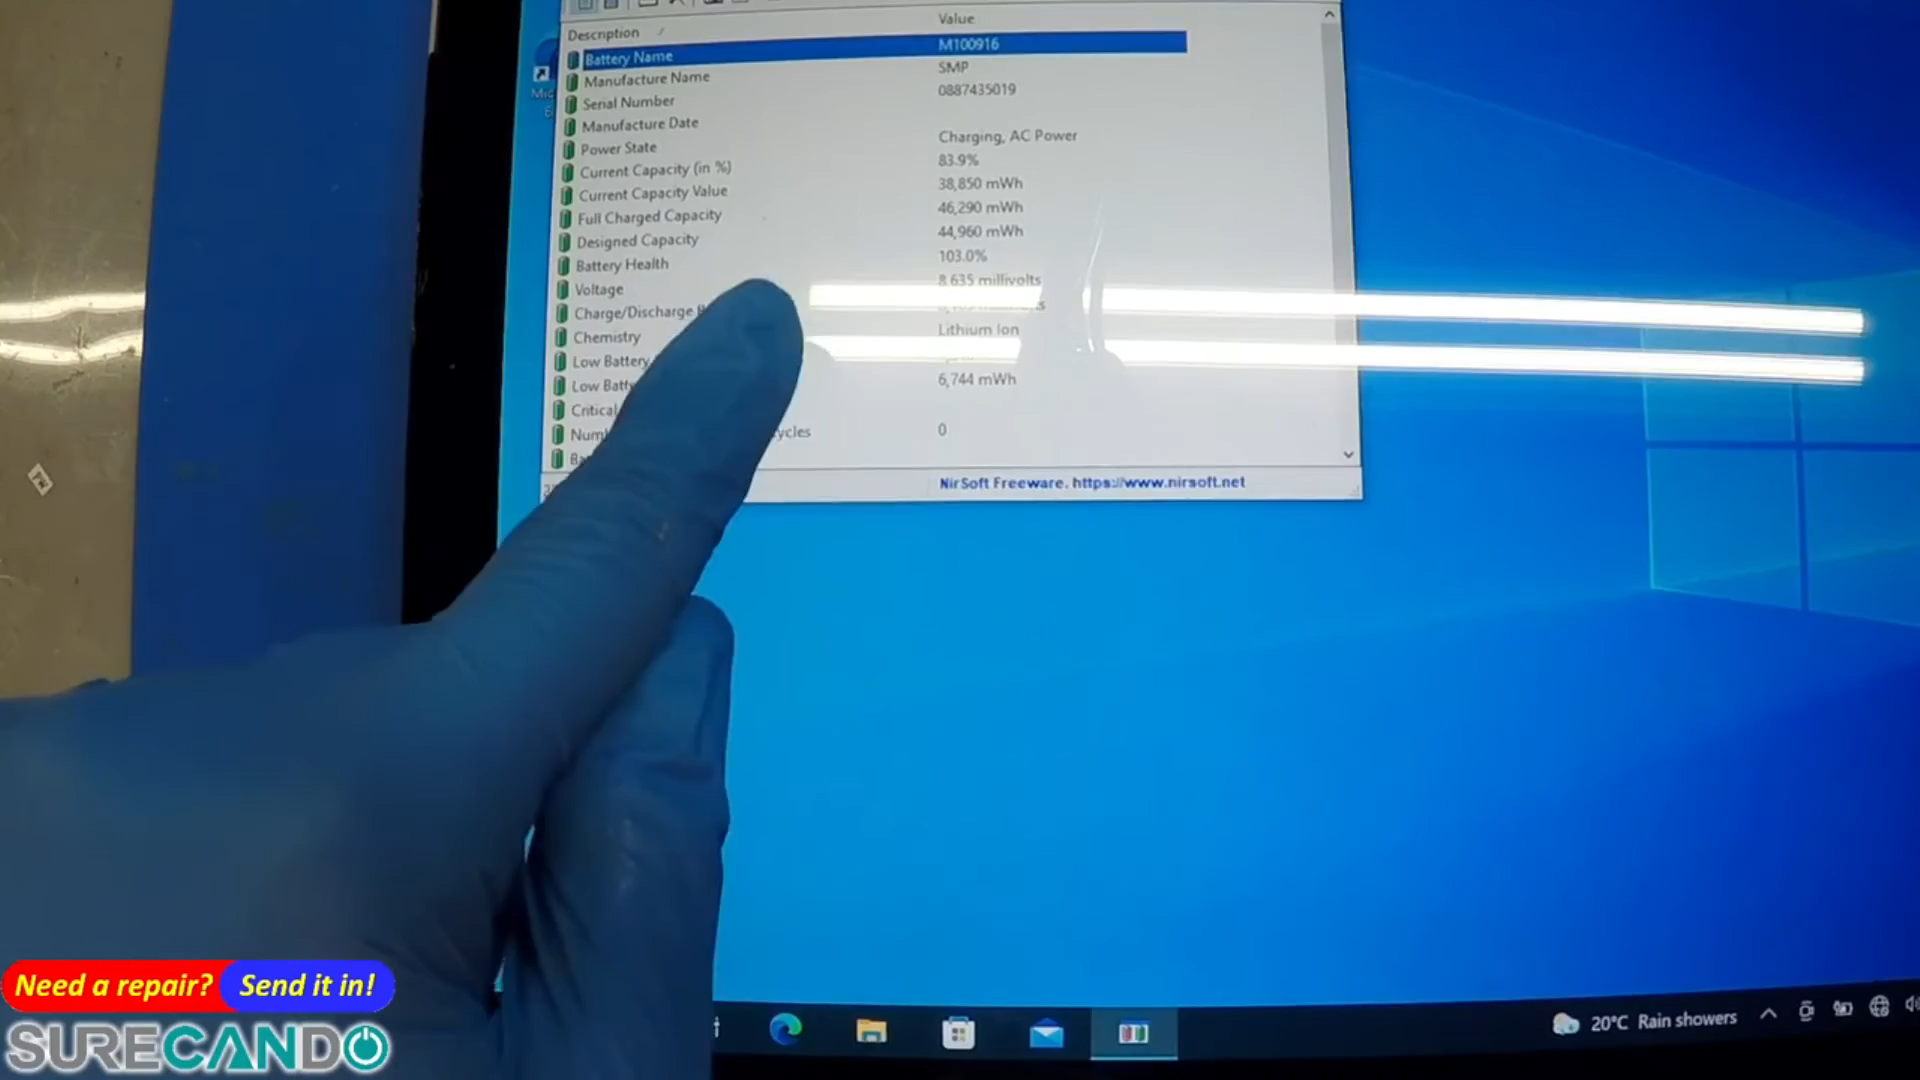 Description Value
Battery Name M100916
Manufacture Name SMP
Serial Number 0887435019
Manufacture Date
Power State Charging, AC Power
Current Capacity (in %) 83.9%
Current Capacity Value 38,850 mWh
Full Charged Capacity 46,290 mWh
Designed Capacity 44,960 mWh
Battery Health 103.0%
Voltage 8,635 millivolts
Charge/Discharge
Chemistry Lithium Ion
Low Battery
Low 6,744 mWh
Critical
0
NirSoft Freeware. https://www.nirsoft.net
Need a repair? Send it in!
SURECANDO
20°C Rain showers